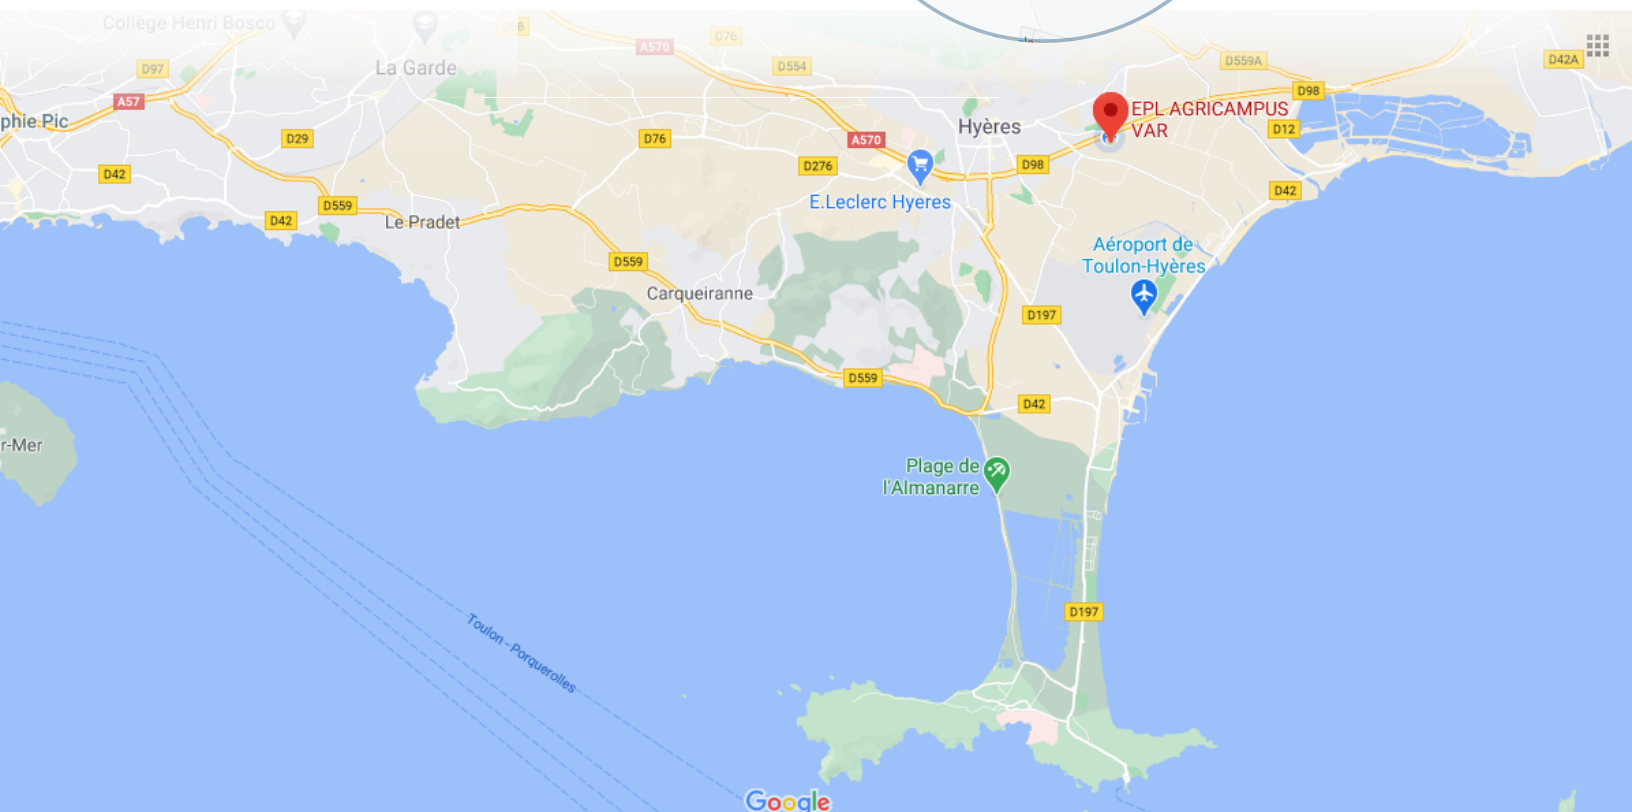 Collège Henri Bosco
D76
A570
D554
D559A
D42A
La Garde
D97
D98
A57
phie Pic
EPL AGRICAMPUS
VAR
Hyères
D12
D29
D76
A570
D276
D98
D42
E.Leclerc Hyeres
D42
D559
D42
Le Pradet
Aéroport de
Toulon-Hyères
D559
Carqueiranne
D197
D559
D42
r-Mer
Plage de
l'Almanarre
D197
Toulon - Porquerolles
Google